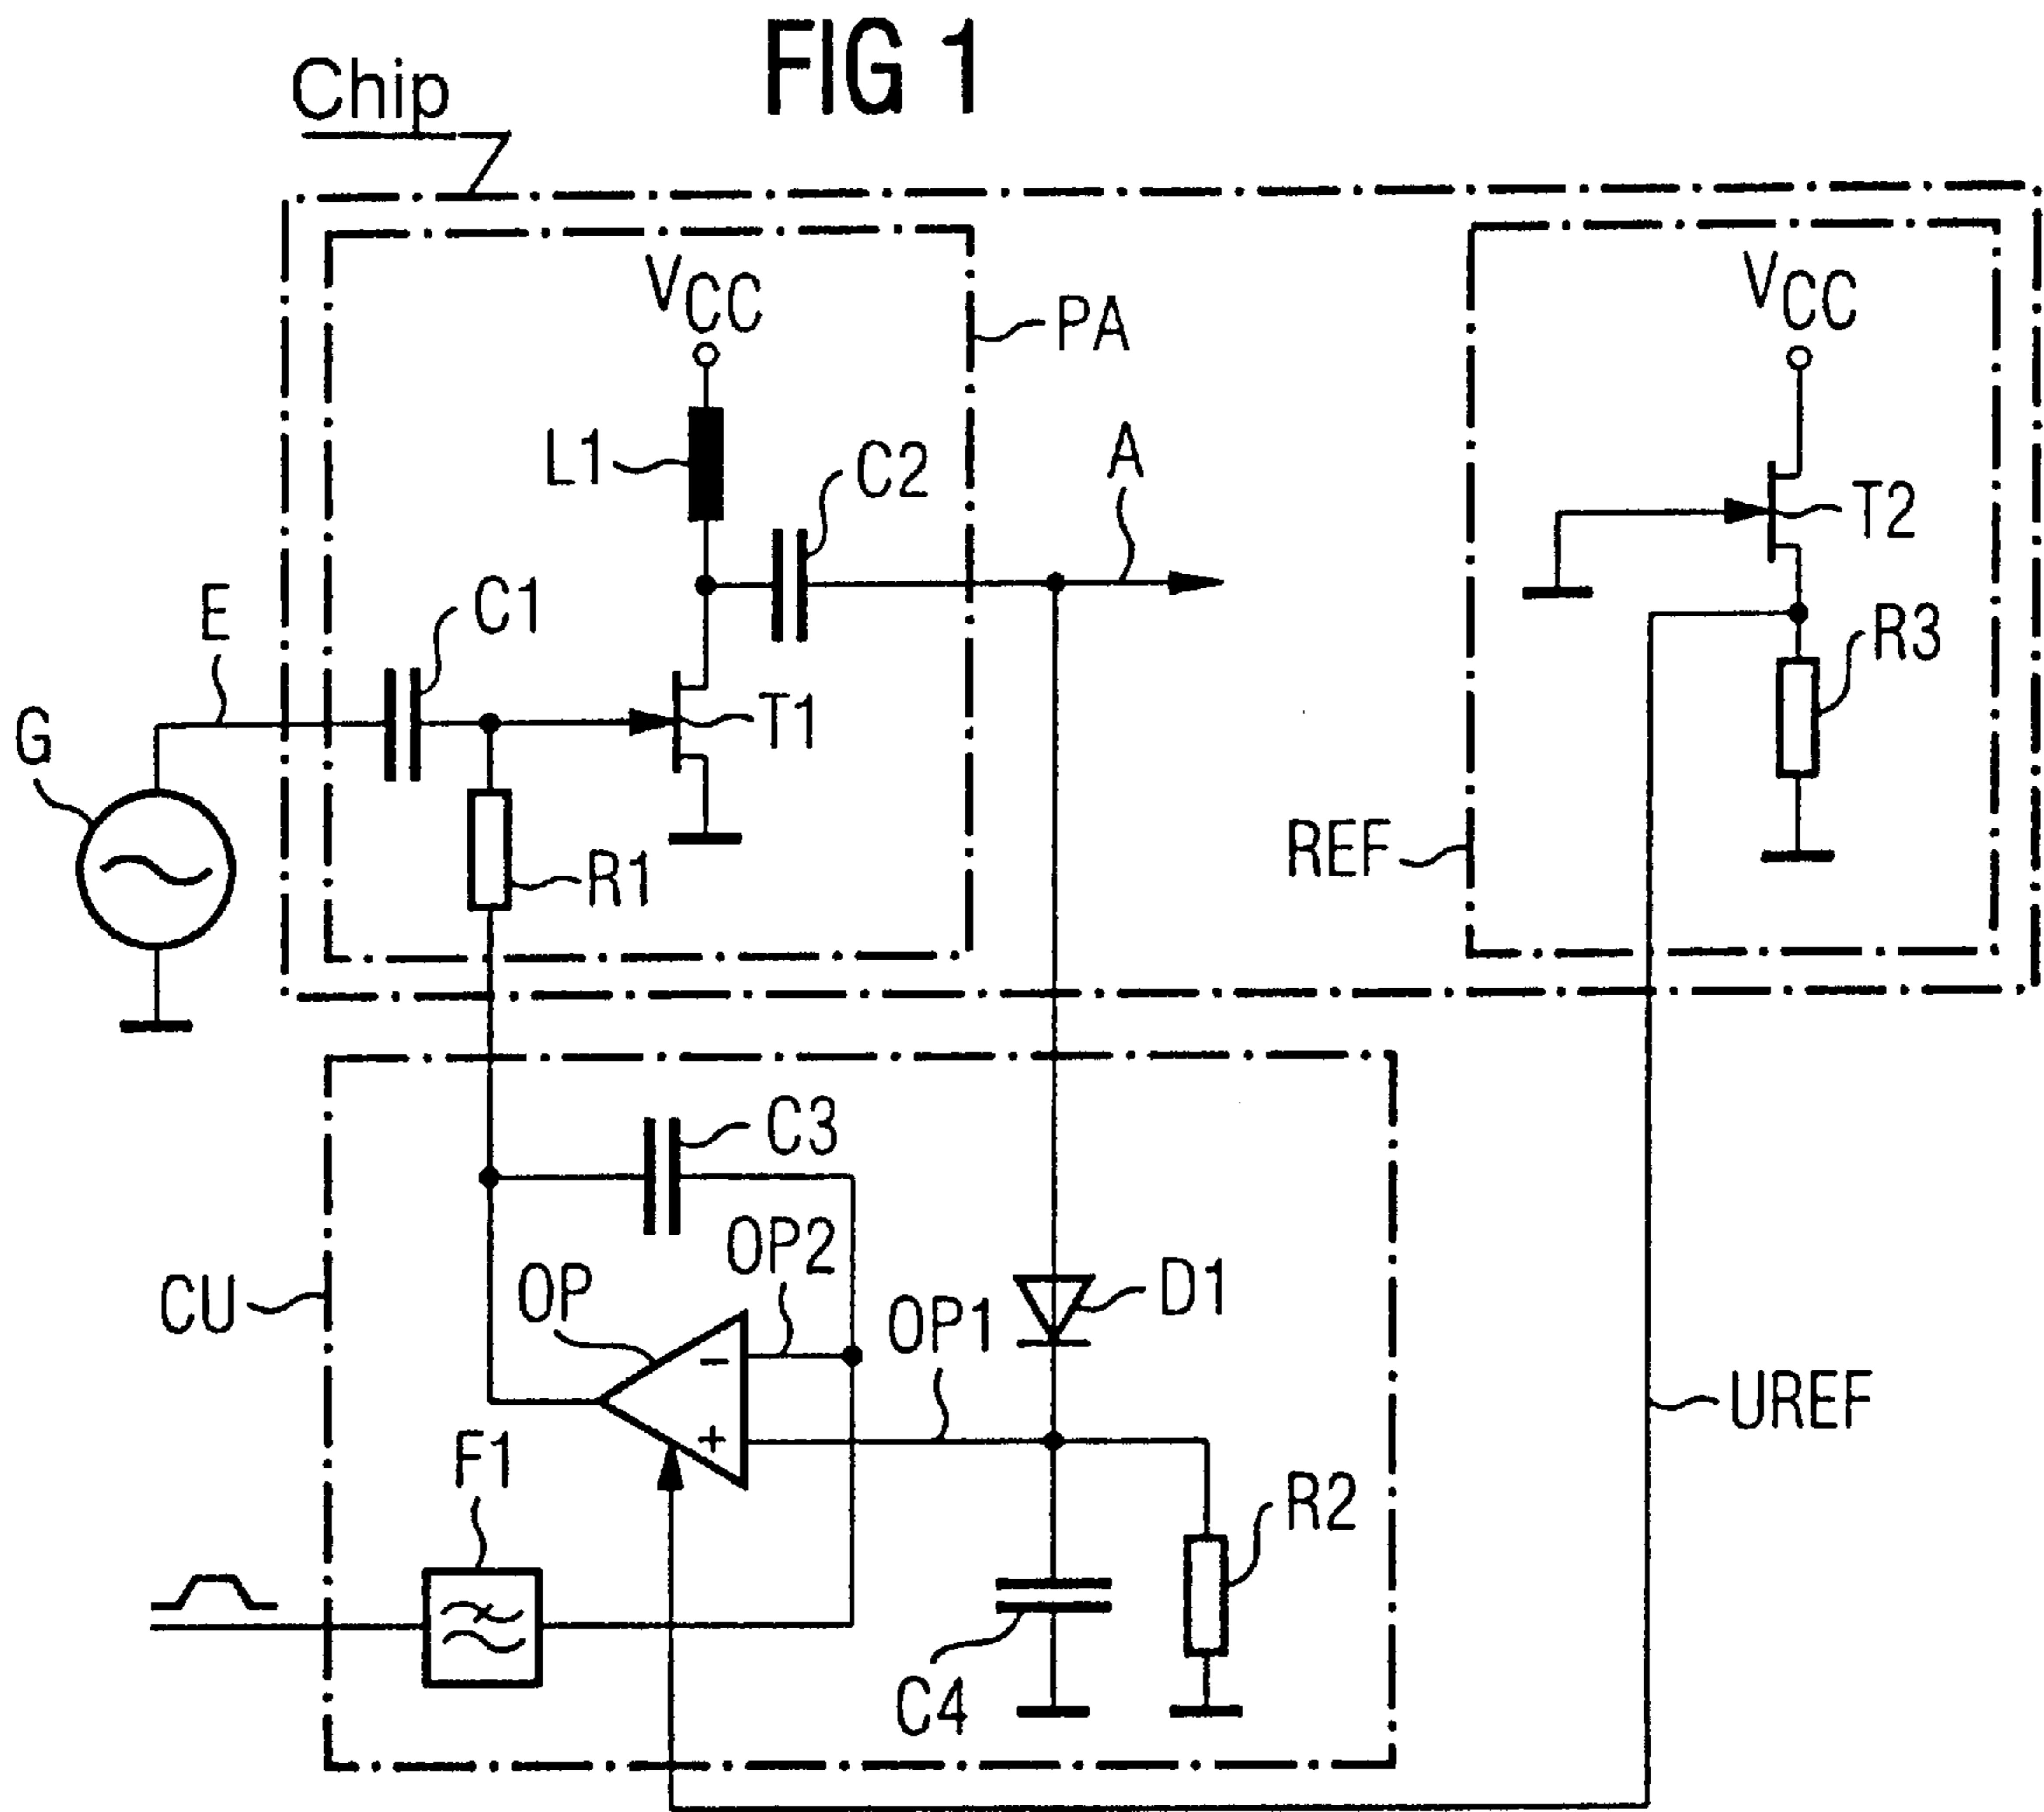 FIG 1
Chip
VCC
PA
VCC
L1
C2
A
T2
E
C1
R3
G
T1
REF
R1
C3
OP2
CU
OP
D1
OP1
UREF
-
+
F1
R2
C4